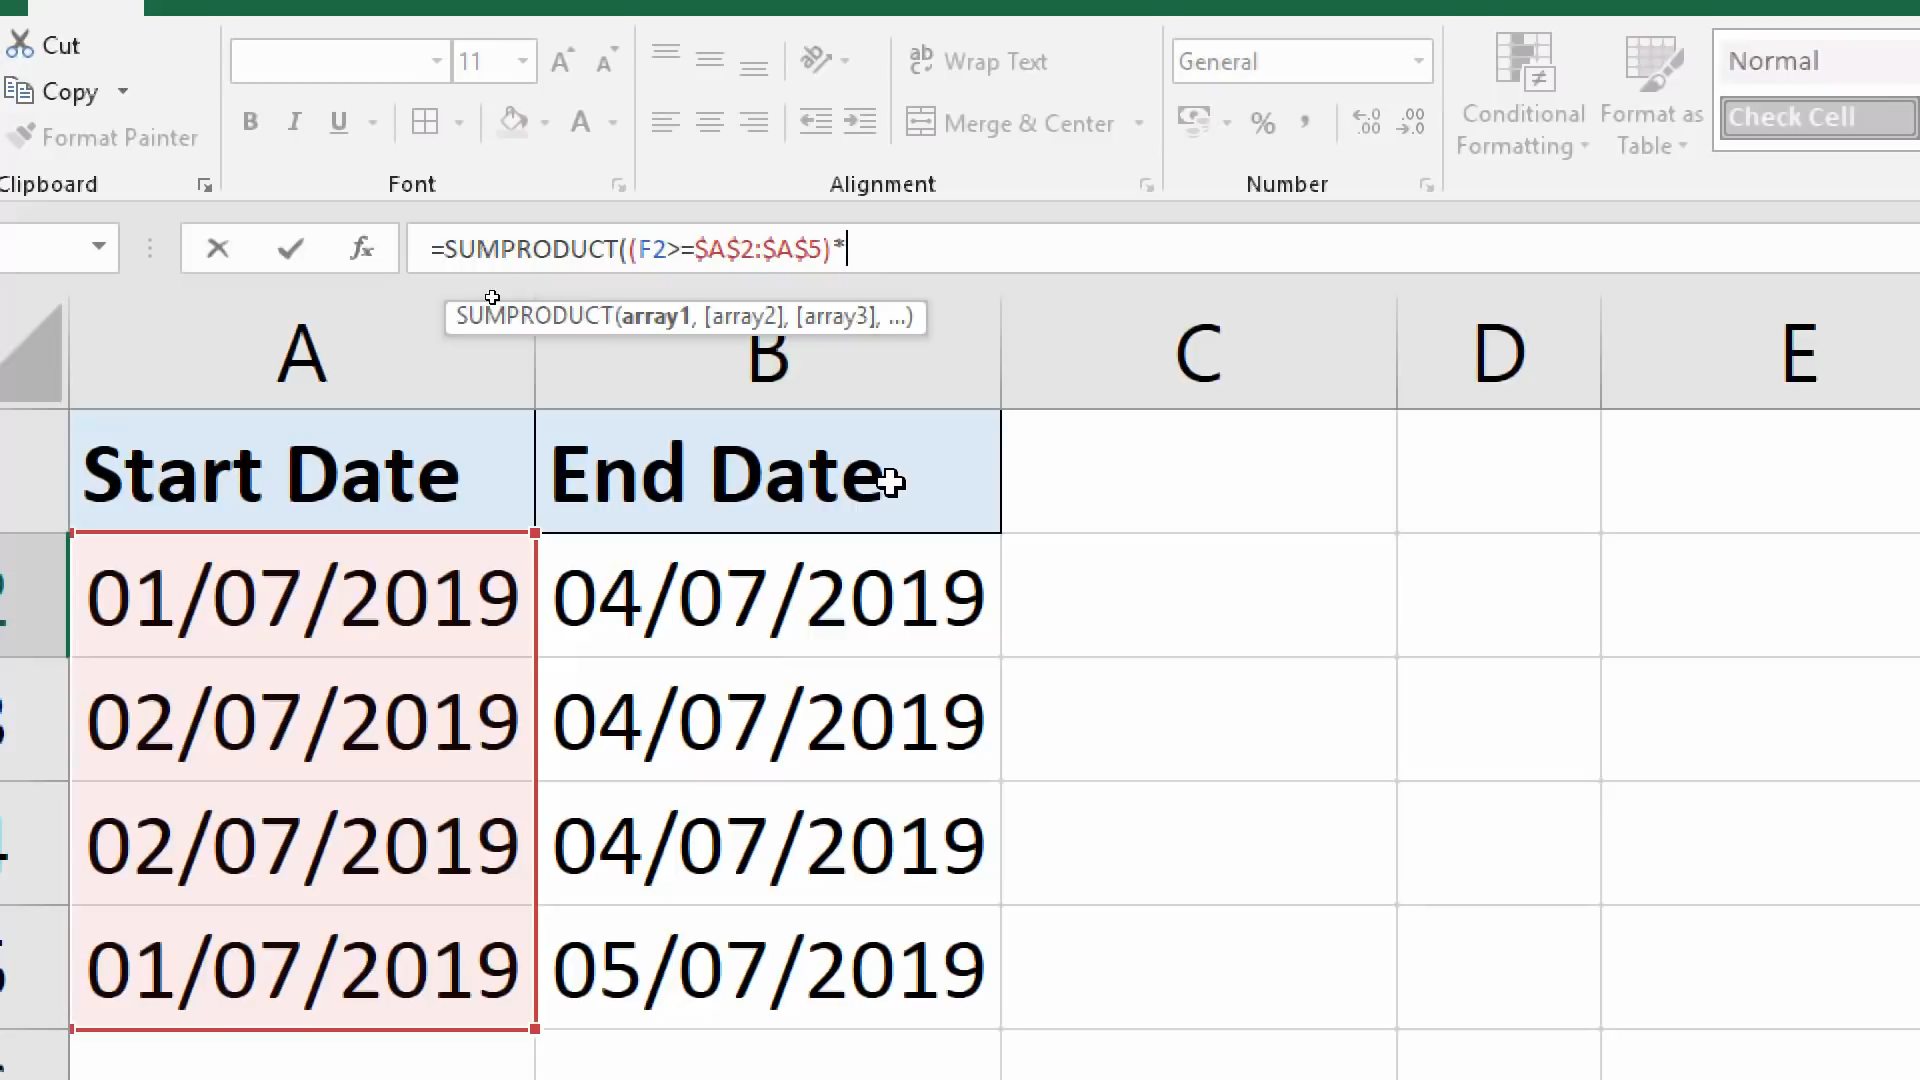 Cut
Copy
Format Painter
Clipboard
11
A A
B I U A
Font
ab Wrap Text
Merge & Center
Alignment
General
% ,
Number
Conditional Formatting
Format as Table
Normal
Check Cell
fx =SUMPRODUCT((F2>=$A$2:$A$5)*
SUMPRODUCT(array1, [array2], [array3], ...)
A B C D E
Start Date End Date
01/07/2019 04/07/2019
02/07/2019 04/07/2019
02/07/2019 04/07/2019
01/07/2019 05/07/2019